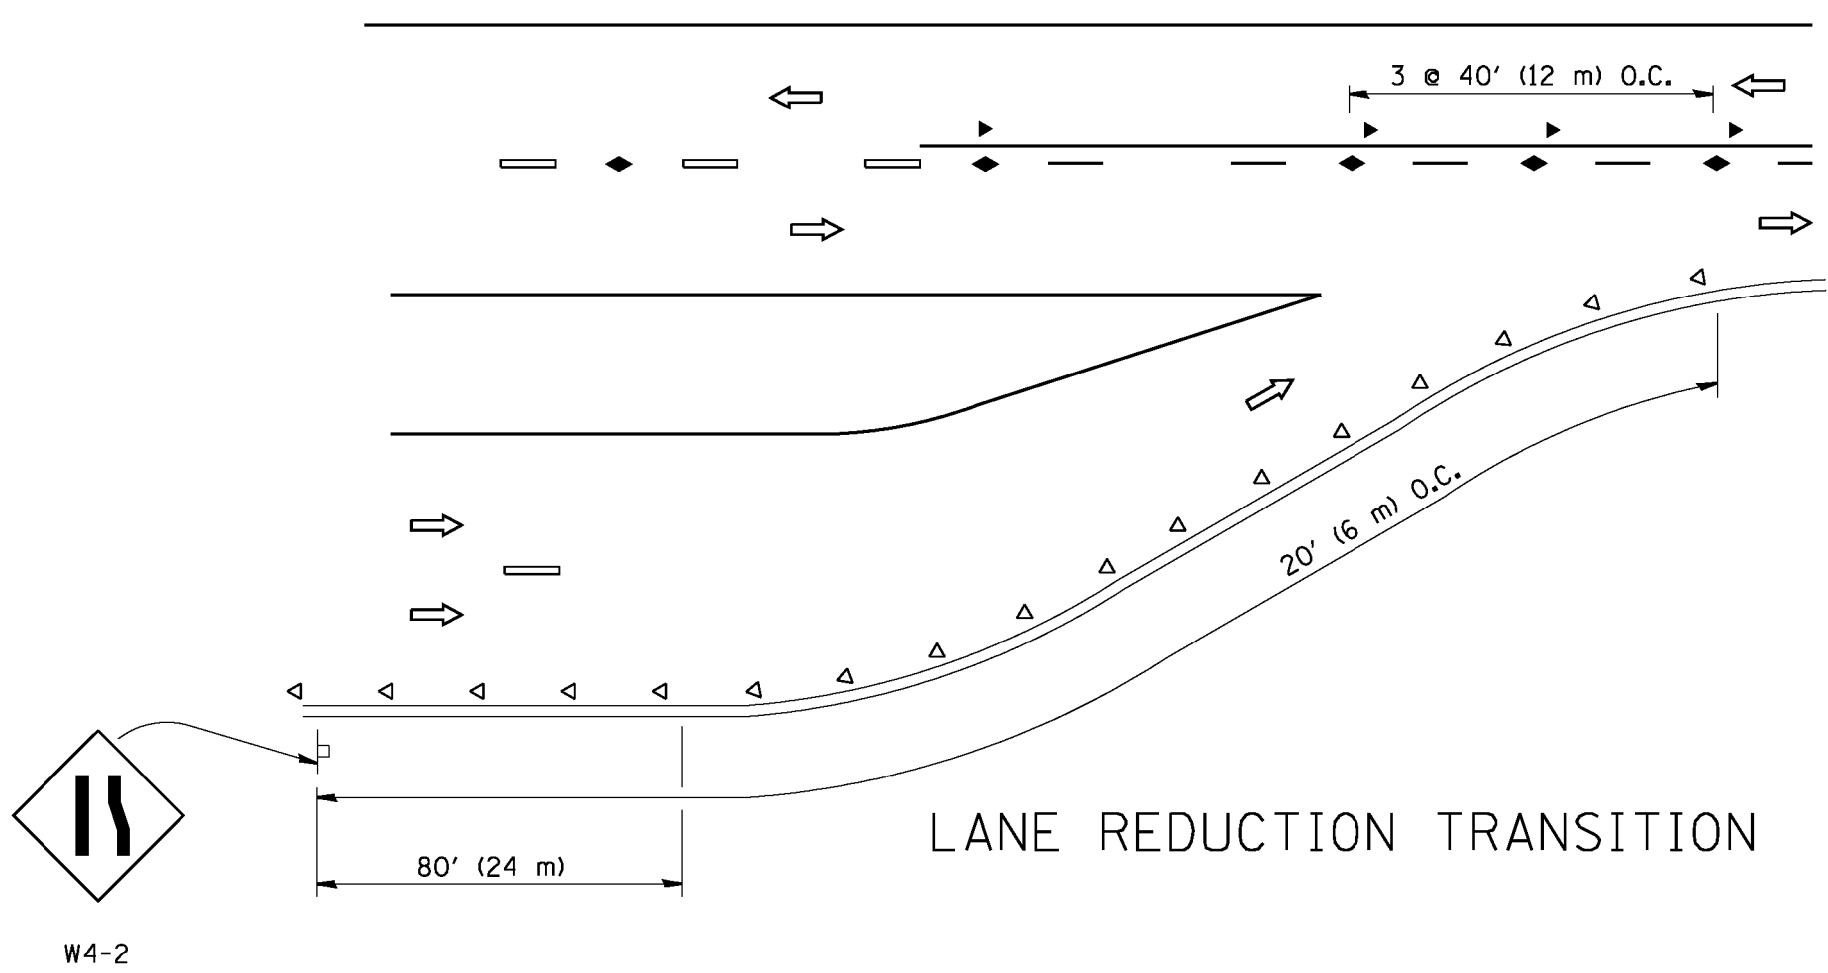 3 @ 40' (12 m) O.C.
20' (6 m) O.C.
LANE REDUCTION TRANSITION
80' (24 m)
W4-2